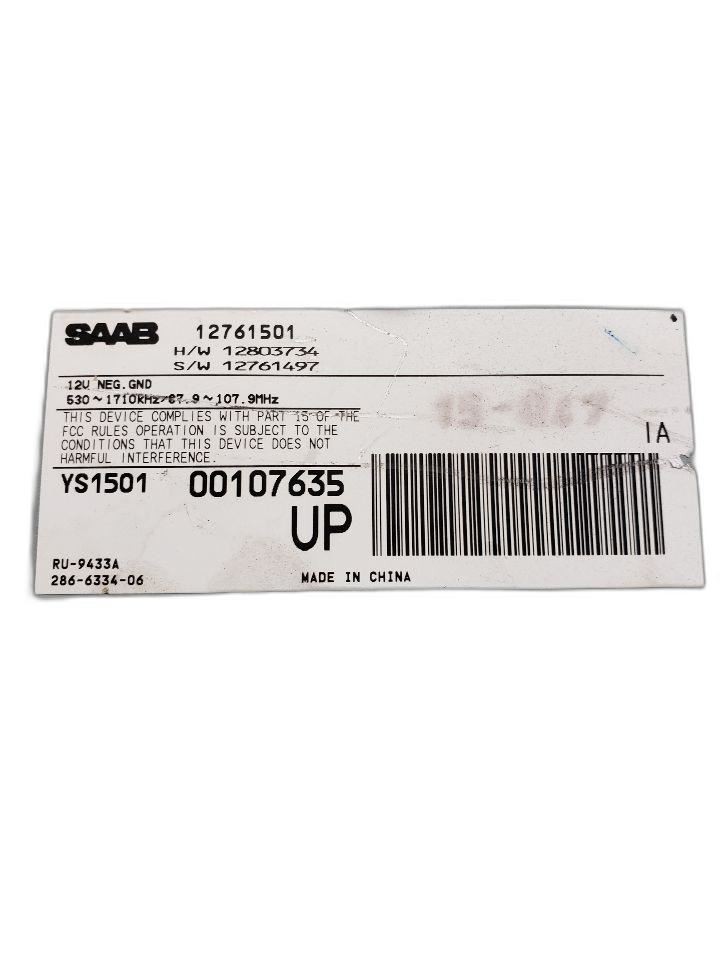 SAAB 12761501
H/W 12803734
S/W 12761497
12V NEG.GND
530~1710kHz 87.9~107.9MHz
THIS DEVICE COMPLIES WITH PART 15 OF THE
FCC RULES OPERATION IS SUBJECT TO THE
CONDITIONS THAT THIS DEVICE DOES NOT
HARMFUL INTERFERENCE.
IA
YS1501 00107635
UP
RU-9433A
286-6334-06 MADE IN CHINA